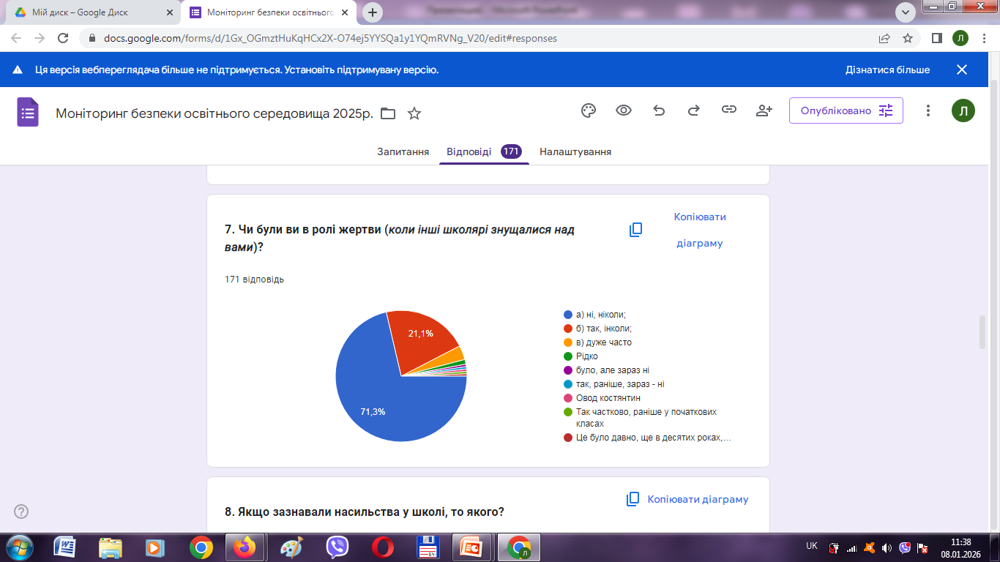 Мій диск – Google Диск
Моніторинг безпеки освітнього
docs.google.com/forms/d/1Gx_OGmztHuKqHCx2X-O74ej5YYSQa1y1YQmRVNg_V20/edit#responses
Л
Ця версія вебпереглядача більше не підтримується. Установіть підтримувану версію.
Дізнатися більше
Моніторинг безпеки освітнього середовища 2025р.
Опубліковано
Л
Запитання
Відповіді 171
Налаштування
7. Чи були ви в ролі жертви (коли інші школярі знущалися над
вами)?
Копіювати
діаграму
171 відповідь
21,1%
71,3%
а) ні, ніколи;
б) так, інколи;
в) дуже часто
Рідко
було, але зараз ні
так, раніше, зараз - ні
Овод костянтин
Так частково, раніше у початкових
класах
Це було давно, ще в десятих роках,…
8. Якщо зазнавали насильства у школі, то якого?
Копіювати діаграму
UK
11:38
08.01.2026